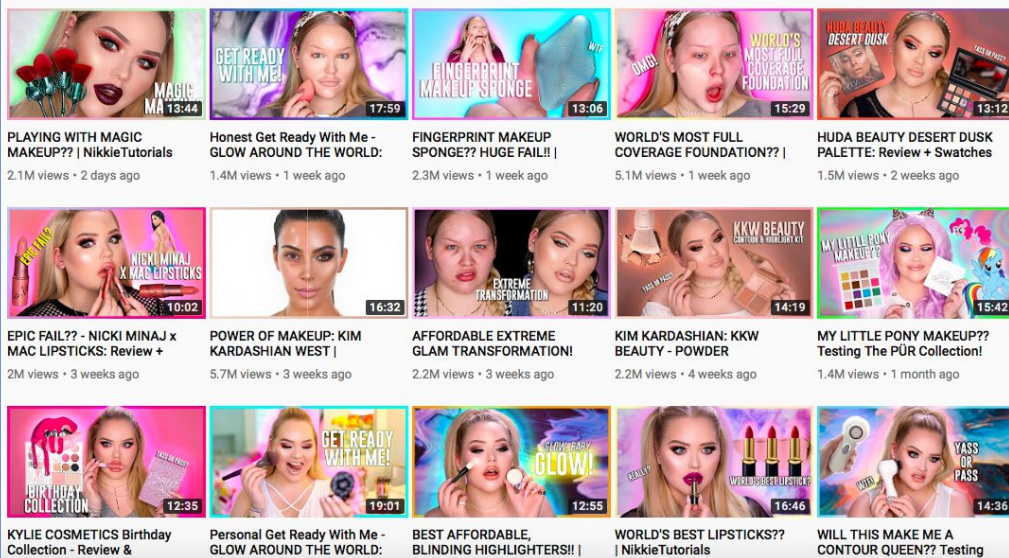 MAGIC
MA
13:44
GET READY
WITH ME!
17:59
WTF
FINGERPRINT
MAKEUP SPONGE
13:06
OMG!
WORLD'S
MOST FULL
COVERAGE
FOUNDATION
15:29
HUDA BEAUTY
DESERT DUSK
YASS OR PASS?
13:12
PLAYING WITH MAGIC
MAKEUP?? | NikkieTutorials
2.1M views • 2 days ago
Honest Get Ready With Me -
GLOW AROUND THE WORLD:
1.4M views • 1 week ago
FINGERPRINT MAKEUP
SPONGE?? HUGE FAIL!! |
2.3M views • 1 week ago
WORLD'S MOST FULL
COVERAGE FOUNDATION?? |
5.1M views • 1 week ago
HUDA BEAUTY DESERT DUSK
PALETTE: Review + Swatches
1.5M views • 2 weeks ago
EPIC FAIL?
NICKI MINAJ
X MAC LIPSTICKS
10:02
16:32
EXTREME
TRANSFORMATION
11:20
KKW BEAUTY
CONTOUR & HIGHLIGHT KIT
YASS OR PASS?
14:19
MY LITTLE PONY
MAKEUP??
15:42
EPIC FAIL?? - NICKI MINAJ x
MAC LIPSTICKS: Review +
2M views • 3 weeks ago
POWER OF MAKEUP: KIM
KARDASHIAN WEST |
5.7M views • 3 weeks ago
AFFORDABLE EXTREME
GLAM TRANSFORMATION!
2.2M views • 3 weeks ago
KIM KARDASHIAN: KKW
BEAUTY - POWDER
2.2M views • 4 weeks ago
MY LITTLE PONY MAKEUP??
Testing The PÜR Collection!
1.4M views • 1 month ago
BIRTHDAY
COLLECTION
YASS OR PASS?
12:35
GET READY
WITH ME!
19:01
GLOW BABY
GLOW!
12:55
REALLY?
WORLD'S BEST LIPSTICK?
16:46
WTF?
YASS
OR
PASS
14:36
KYLIE COSMETICS Birthday
Collection - Review &
Personal Get Ready With Me -
GLOW AROUND THE WORLD:
BEST AFFORDABLE,
BLINDING HIGHLIGHTERS!! |
WORLD'S BEST LIPSTICKS??
| NikkieTutorials
WILL THIS MAKE ME A
CONTOUR QUEEN?? Testing